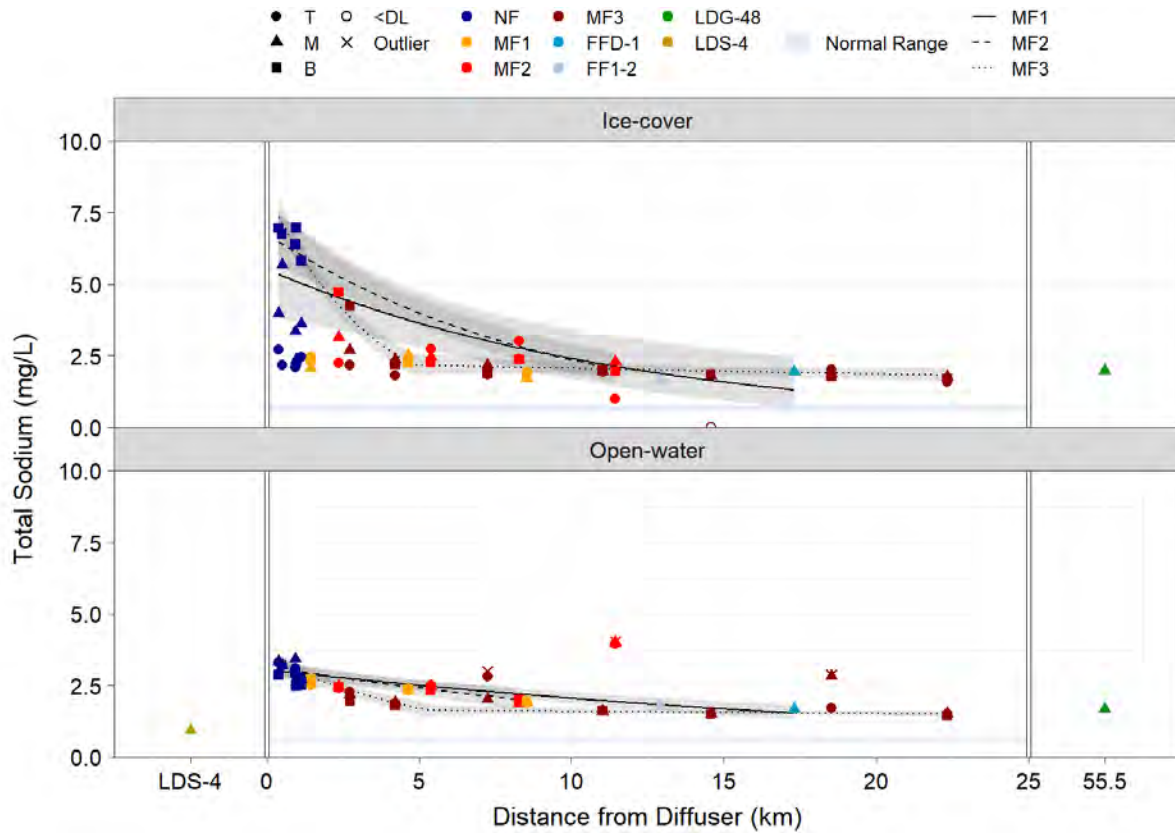 T <DL NF MF3 LDG-48 MF1
M Outlier MF1 FFD-1 LDS-4 Normal Range MF2
B MF2 FF1-2 MF3
Ice-cover
10.0
7.5
5.0
2.5
0.0
Open-water
10.0
7.5
5.0
2.5
0.0
Total Sodium (mg/L)
LDS-4 0 5 10 15 20 25 55.5
Distance from Diffuser (km)